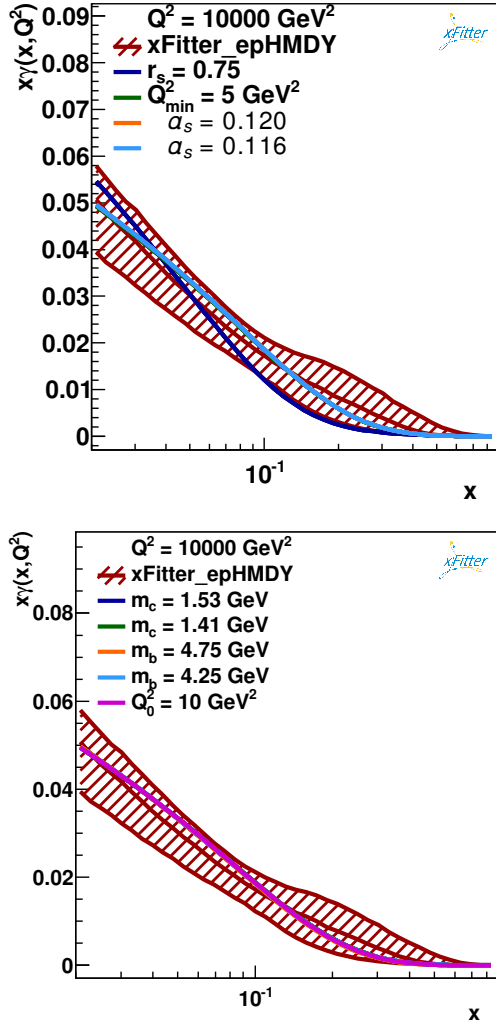 xγ(x,Q²)
0.09
0.08
0.07
0.06
0.05
0.04
0.03
0.02
0.01
0
Q² = 10000 GeV²
xFitter_epHMDY
r_s = 0.75
Q²_min = 5 GeV²
α_s = 0.120
α_s = 0.116
xFitter
10⁻¹
x
xγ(x,Q²)
0.08
0.06
0.04
0.02
0
Q² = 10000 GeV²
xFitter_epHMDY
m_c = 1.53 GeV
m_c = 1.41 GeV
m_b = 4.75 GeV
m_b = 4.25 GeV
Q²_0 = 10 GeV²
xFitter
10⁻¹
x